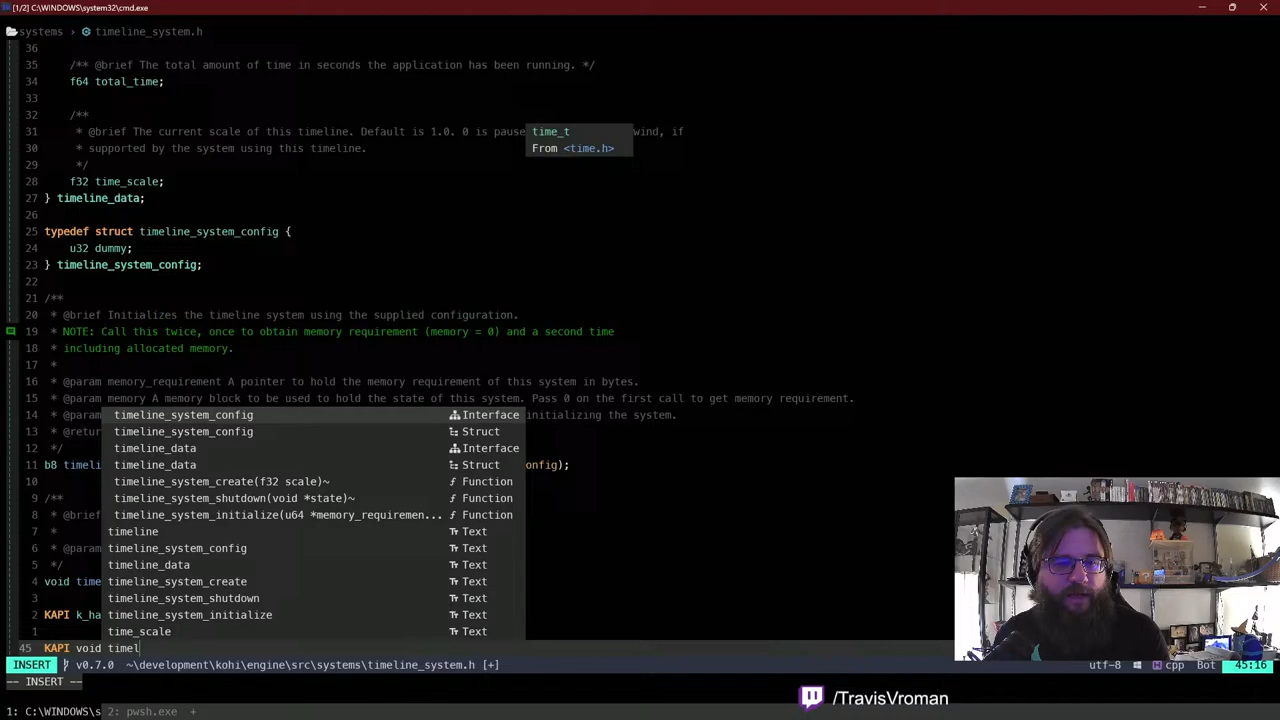 [1/2] C:\WINDOWS\system32\cmd.exe
systems › timeline_system.h
36
35 /** @brief The total amount of time in seconds the application has been running. */
34 f64 total_time;
33
32 /**
31 * @brief The current scale of this timeline. Default is 1.0. 0 is pause wind, if
time_t
30 * supported by the system using this timeline.
From <time.h>
29 */
28 f32 time_scale;
27 } timeline_data;
26
25 typedef struct timeline_system_config {
24 u32 dummy;
23 } timeline_system_config;
22
21 /**
20 * @brief Initializes the timeline system using the supplied configuration.
19 * NOTE: Call this twice, once to obtain memory requirement (memory = 0) and a second time
18 * including allocated memory.
17 *
16 * @param memory_requirement A pointer to hold the memory requirement of this system in bytes.
15 * @param memory A memory block to be used to hold the state of this system. Pass 0 on the first call to get memory requirement.
14 * @param initializing the system.
timeline_system_config Interface
13 * @retur
timeline_system_config Struct
12 */
timeline_data Interface
11 b8 timeli onfig);
timeline_data Struct
10
timeline_system_create(f32 scale)~ Function
9 /**
timeline_system_shutdown(void *state)~ Function
8 * @brief
timeline_system_initialize(u64 *memory_requiremen... Function
7 *
timeline Text
6 * @param
timeline_system_config Text
5 */
timeline_data Text
4 void time
timeline_system_create Text
3
timeline_system_shutdown Text
2 KAPI k_ha
timeline_system_initialize Text
1
time_scale Text
45 KAPI void timel
INSERT v0.7.0 ~\development\kohi\engine\src\systems\timeline_system.h [+] utf-8 cpp Bot 45:16
-- INSERT --
/TravisVroman
1: C:\WINDOWS\s 2: pwsh.exe +